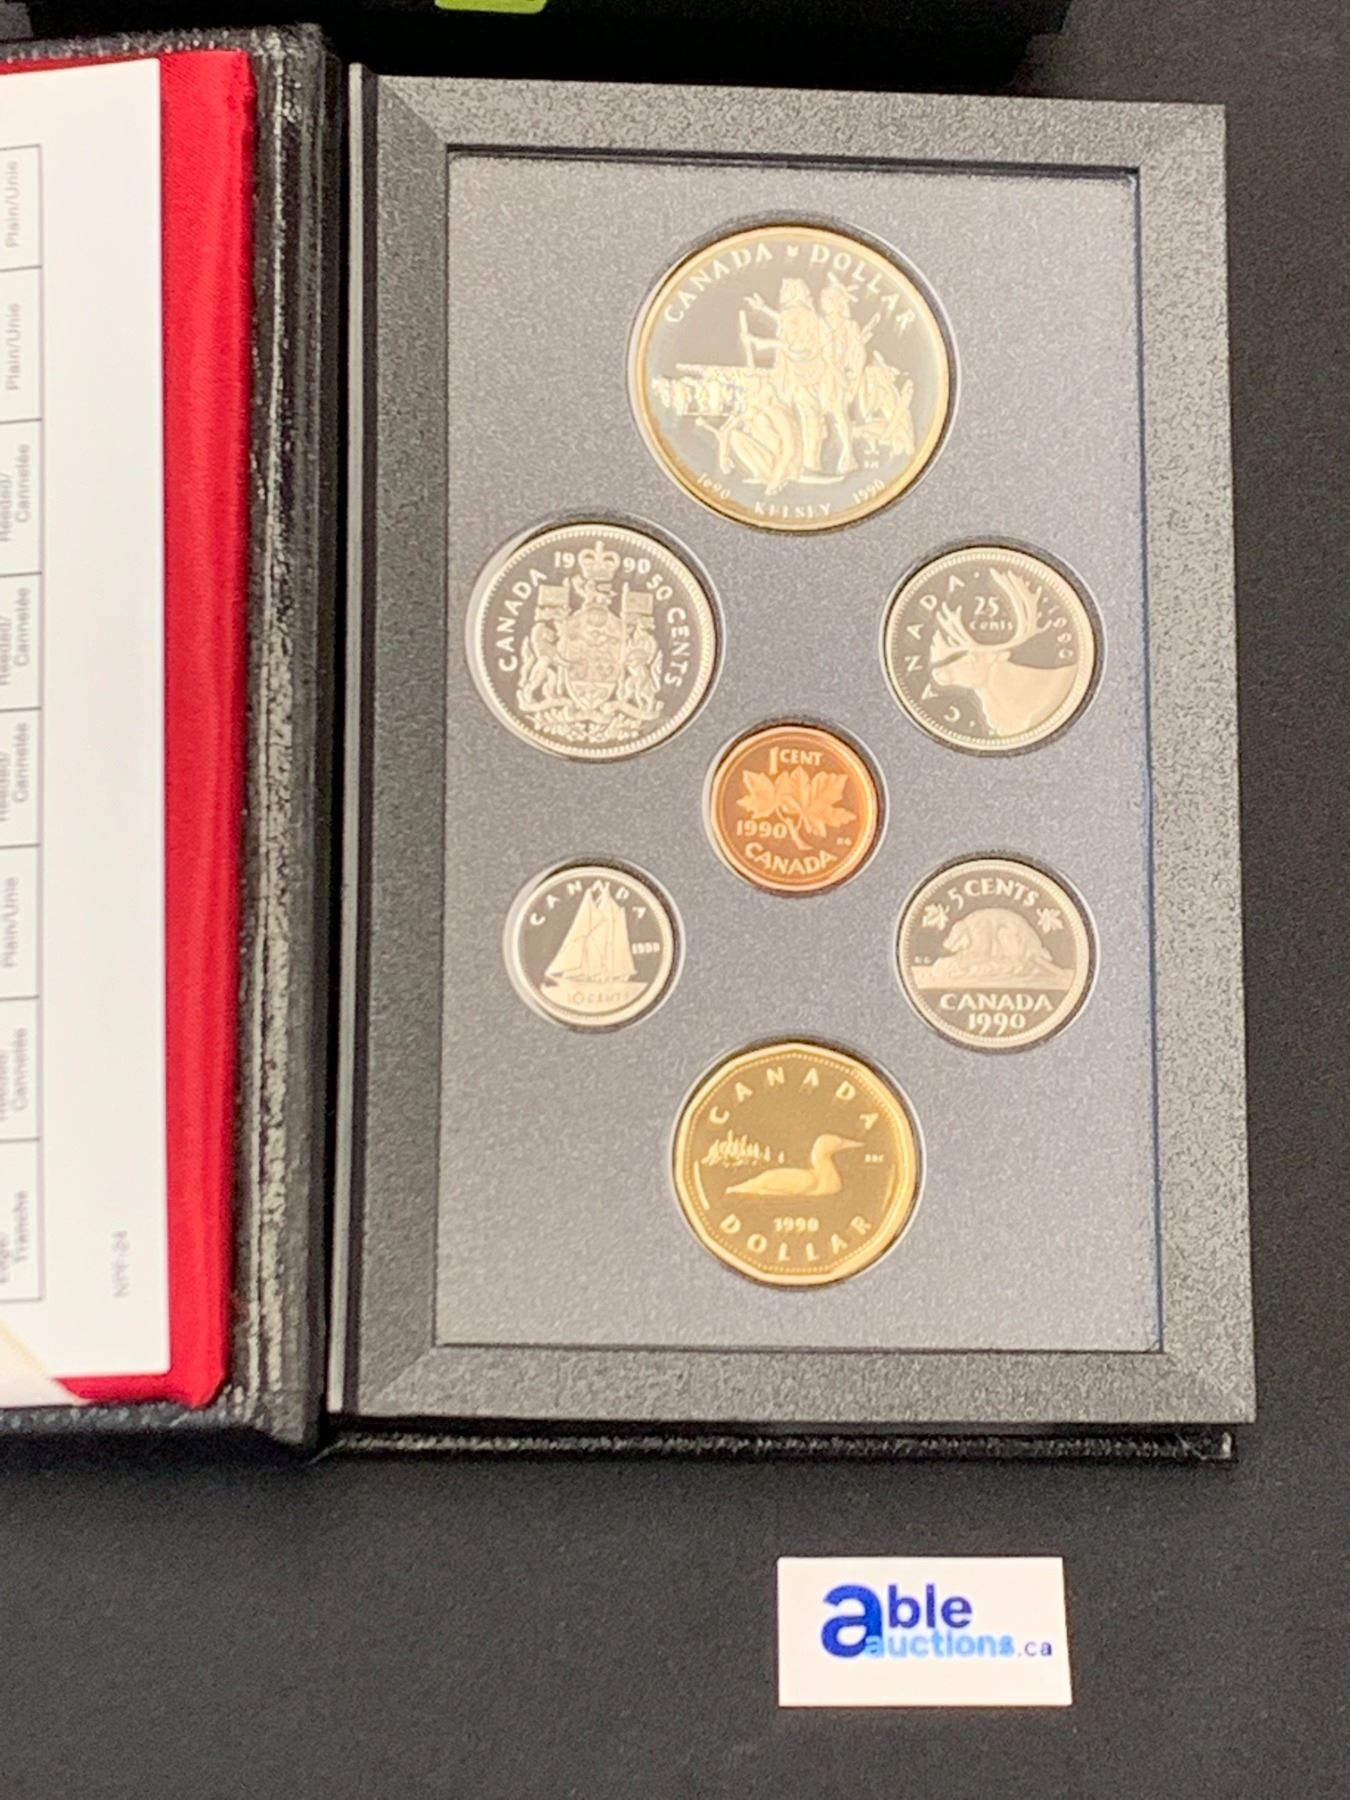 Plain/Unie
Plain/Unie
Reeded/
Cannelée
Reeded/
Cannelée
Reeded/
Cannelée
Plain/Unie
Reeded/
Cannelée
Edge/
Tranche
NPF-24
CANADA DOLLAR
1690 KELSEY 1990
CANADA 1990 50 CENTS
CANADA 1990
25
cents
1 CENT
1990
CANADA
CANADA
1990
10 CENTS
5 CENTS
CANADA
1990
CANADA
1990
DOLLAR
able
auctions.ca